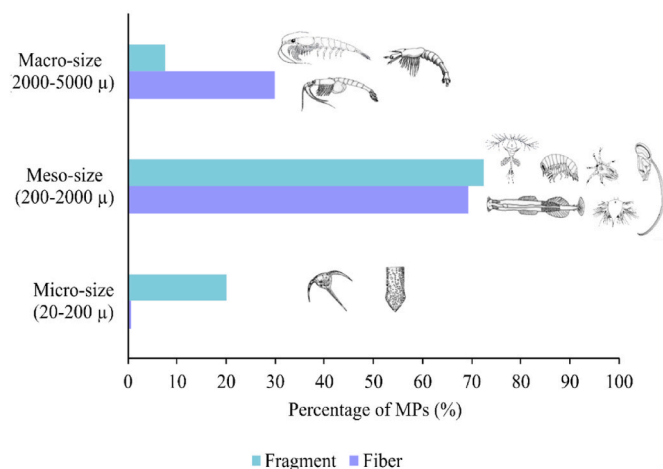 Macro-size
2000-5000 µ)
Meso-size
(200-2000 µ)
Micro-size
(20-200 µ)
0 10 20 30 40 50 60 70 80 90 100
Percentage of MPs (%)
Fragment Fiber